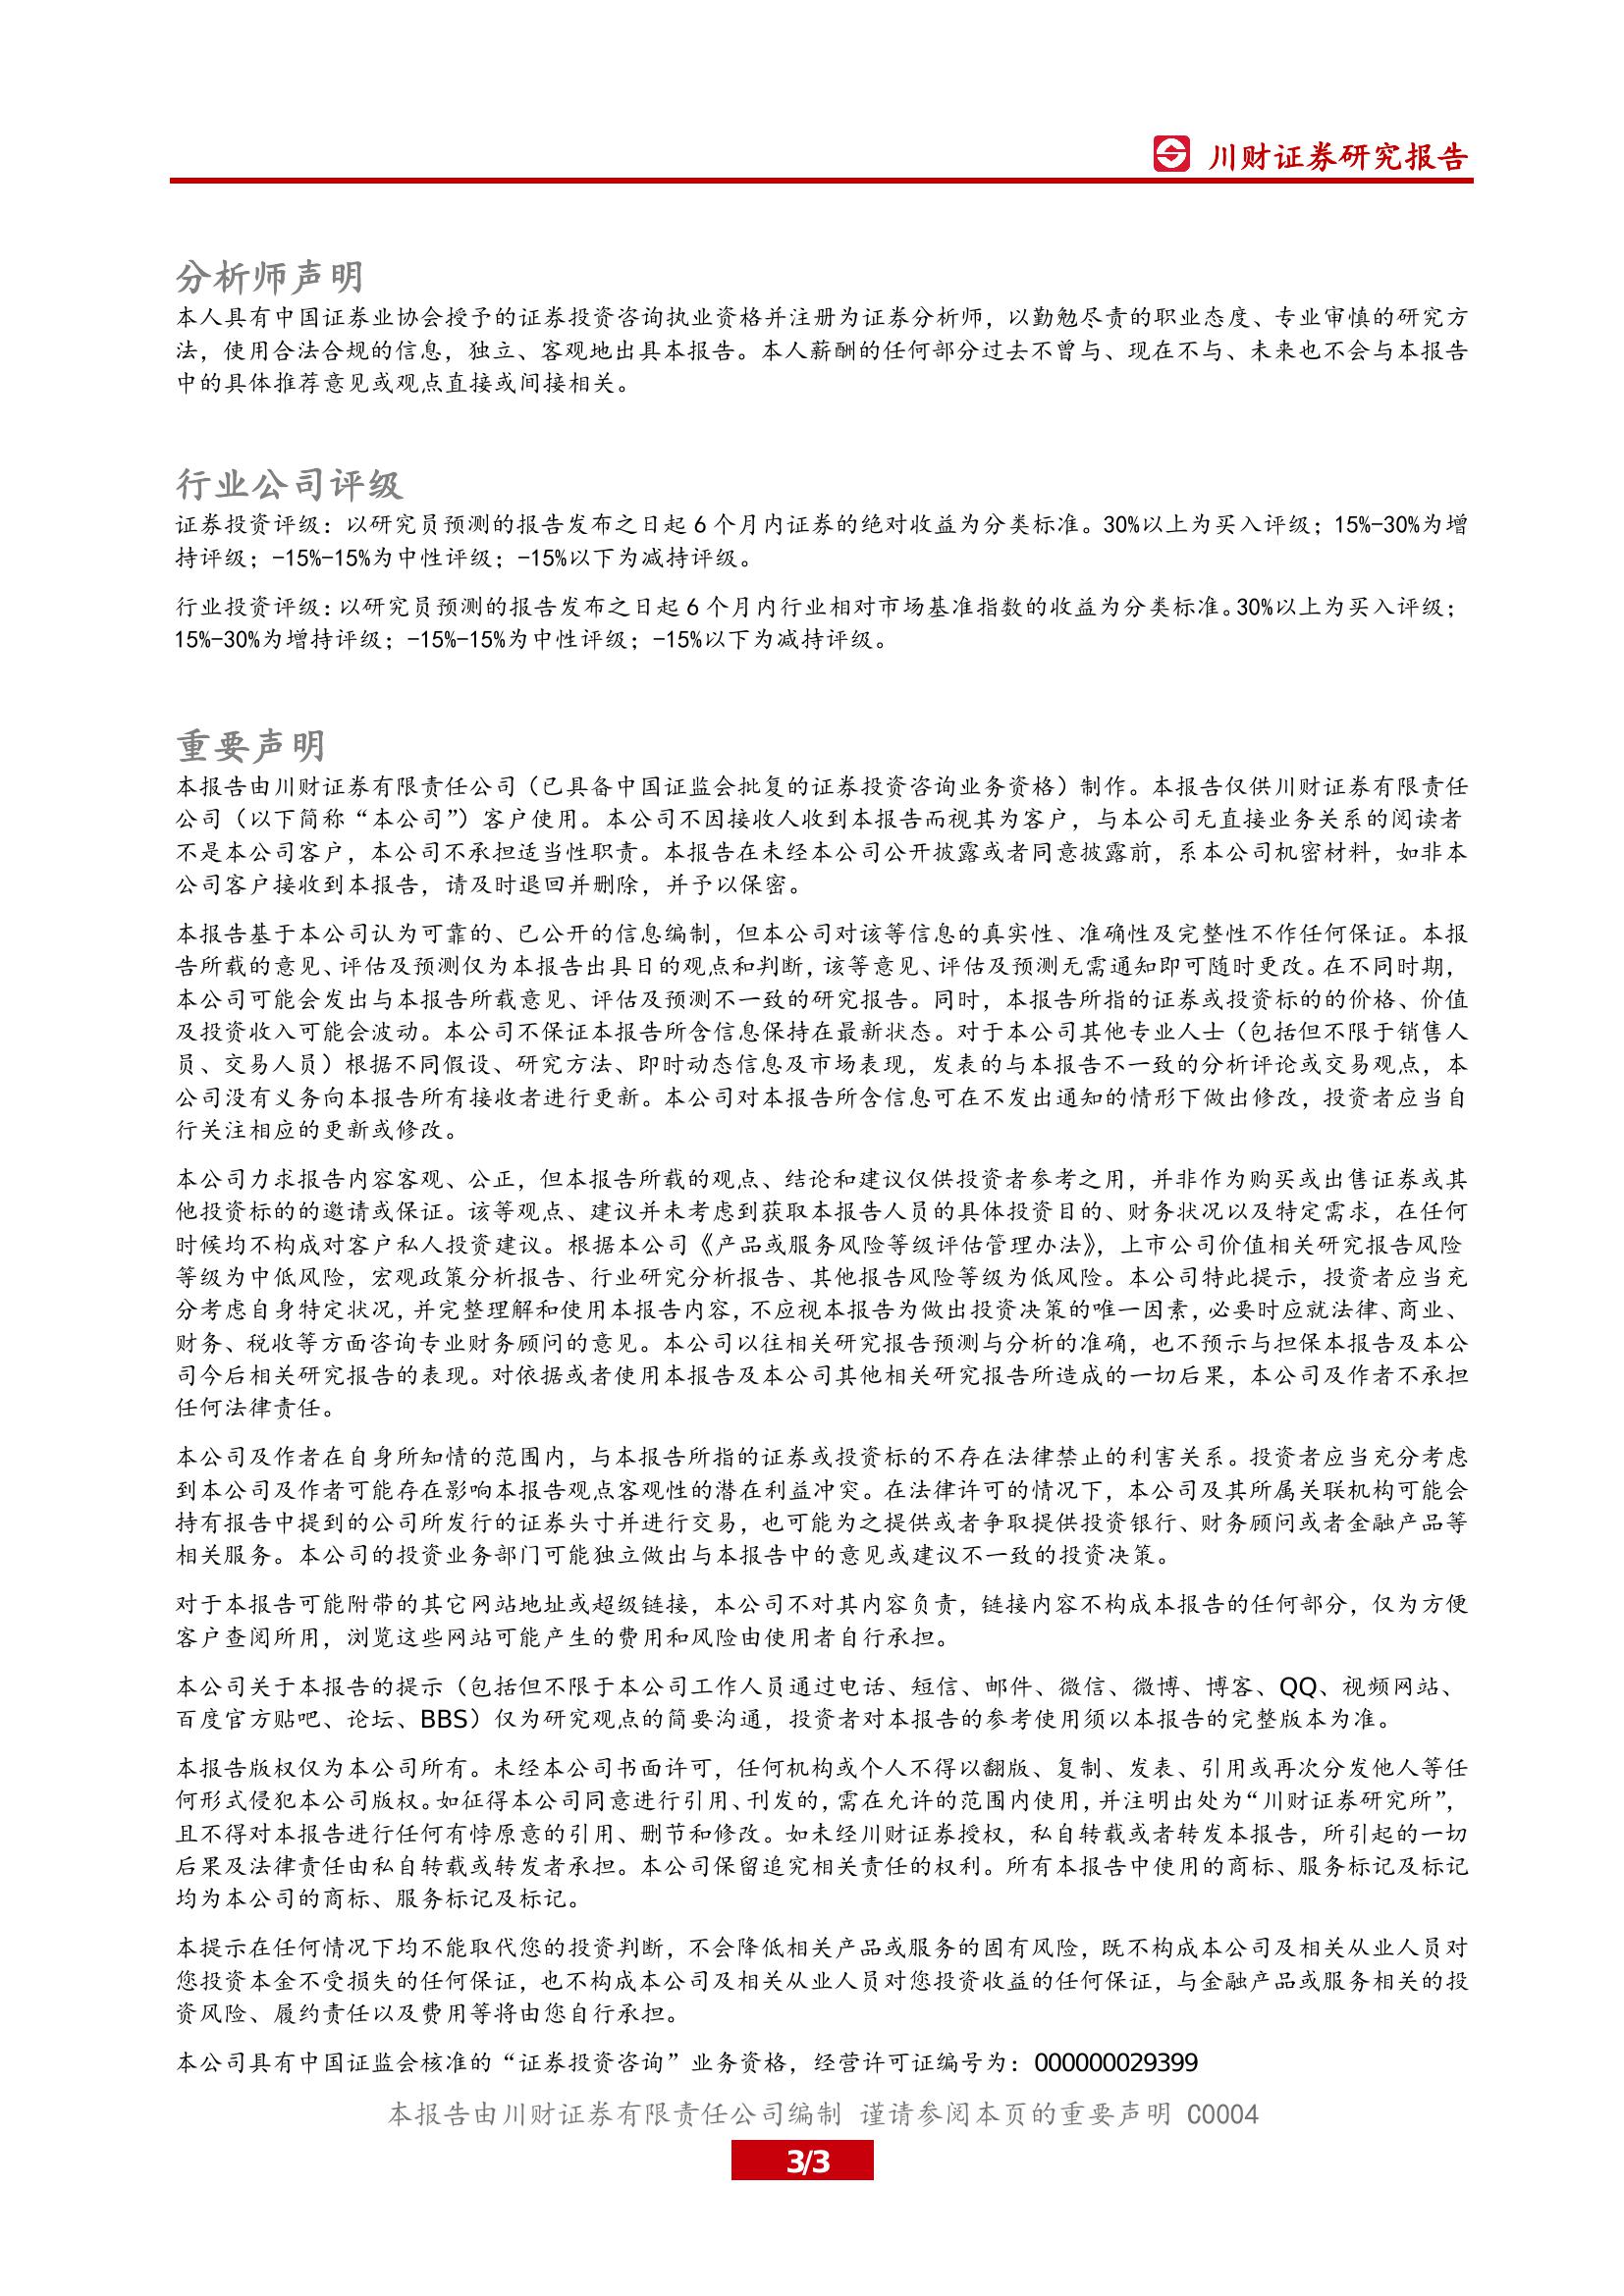 川财证券研究报告
分析师声明
本人具有中国证券业协会授予的证券投资咨询执业资格并注册为证券分析师，以勤勉尽责的职业态度、专业审慎的研究方
法，使用合法合规的信息，独立、客观地出具本报告。本人薪酬的任何部分过去不曾与、现在不与、未来也不会与本报告
中的具体推荐意见或观点直接或间接相关。
行业公司评级
证券投资评级：以研究员预测的报告发布之日起 6 个月内证券的绝对收益为分类标准。30%以上为买入评级；15%-30%为增
持评级；-15%-15%为中性评级；-15%以下为减持评级。
行业投资评级：以研究员预测的报告发布之日起 6 个月内行业相对市场基准指数的收益为分类标准。30%以上为买入评级；
15%-30%为增持评级；-15%-15%为中性评级；-15%以下为减持评级。
重要声明
本报告由川财证券有限责任公司（已具备中国证监会批复的证券投资咨询业务资格）制作。本报告仅供川财证券有限责任
公司（以下简称“本公司”）客户使用。本公司不因接收人收到本报告而视其为客户，与本公司无直接业务关系的阅读者
不是本公司客户，本公司不承担适当性职责。本报告在未经本公司公开披露或者同意披露前，系本公司机密材料，如非本
公司客户接收到本报告，请及时退回并删除，并予以保密。
本报告基于本公司认为可靠的、已公开的信息编制，但本公司对该等信息的真实性、准确性及完整性不作任何保证。本报
告所载的意见、评估及预测仅为本报告出具日的观点和判断，该等意见、评估及预测无需通知即可随时更改。在不同时期，
本公司可能会发出与本报告所载意见、评估及预测不一致的研究报告。同时，本报告所指的证券或投资标的的价格、价值
及投资收入可能会波动。本公司不保证本报告所含信息保持在最新状态。对于本公司其他专业人士（包括但不限于销售人
员、交易人员）根据不同假设、研究方法、即时动态信息及市场表现，发表的与本报告不一致的分析评论或交易观点，本
公司没有义务向本报告所有接收者进行更新。本公司对本报告所含信息可在不发出通知的情形下做出修改，投资者应当自
行关注相应的更新或修改。
本公司力求报告内容客观、公正，但本报告所载的观点、结论和建议仅供投资者参考之用，并非作为购买或出售证券或其
他投资标的的邀请或保证。该等观点、建议并未考虑到获取本报告人员的具体投资目的、财务状况以及特定需求，在任何
时候均不构成对客户私人投资建议。根据本公司《产品或服务风险等级评估管理办法》，上市公司价值相关研究报告风险
等级为中低风险，宏观政策分析报告、行业研究分析报告、其他报告风险等级为低风险。本公司特此提示，投资者应当充
分考虑自身特定状况，并完整理解和使用本报告内容，不应视本报告为做出投资决策的唯一因素，必要时应就法律、商业、
财务、税收等方面咨询专业财务顾问的意见。本公司以往相关研究报告预测与分析的准确，也不预示与担保本报告及本公
司今后相关研究报告的表现。对依据或者使用本报告及本公司其他相关研究报告所造成的一切后果，本公司及作者不承担
任何法律责任。
本公司及作者在自身所知情的范围内，与本报告所指的证券或投资标的不存在法律禁止的利害关系。投资者应当充分考虑
到本公司及作者可能存在影响本报告观点客观性的潜在利益冲突。在法律许可的情况下，本公司及其所属关联机构可能会
持有报告中提到的公司所发行的证券头寸并进行交易，也可能为之提供或者争取提供投资银行、财务顾问或者金融产品等
相关服务。本公司的投资业务部门可能独立做出与本报告中的意见或建议不一致的投资决策。
对于本报告可能附带的其它网站地址或超级链接，本公司不对其内容负责，链接内容不构成本报告的任何部分，仅为方便
客户查阅所用，浏览这些网站可能产生的费用和风险由使用者自行承担。
本公司关于本报告的提示（包括但不限于本公司工作人员通过电话、短信、邮件、微信、微博、博客、QQ、视频网站、
百度官方贴吧、论坛、BBS）仅为研究观点的简要沟通，投资者对本报告的参考使用须以本报告的完整版本为准。
本报告版权仅为本公司所有。未经本公司书面许可，任何机构或个人不得以翻版、复制、发表、引用或再次分发他人等任
何形式侵犯本公司版权。如征得本公司同意进行引用、刊发的，需在允许的范围内使用，并注明出处为“川财证券研究所”，
且不得对本报告进行任何有悖原意的引用、删节和修改。如未经川财证券授权，私自转载或者转发本报告，所引起的一切
后果及法律责任由私自转载或转发者承担。本公司保留追究相关责任的权利。所有本报告中使用的商标、服务标记及标记
均为本公司的商标、服务标记及标记。
本提示在任何情况下均不能取代您的投资判断，不会降低相关产品或服务的固有风险，既不构成本公司及相关从业人员对
您投资本金不受损失的任何保证，也不构成本公司及相关从业人员对您投资收益的任何保证，与金融产品或服务相关的投
资风险、履约责任以及费用等将由您自行承担。
本公司具有中国证监会核准的“证券投资咨询”业务资格，经营许可证编号为：000000029399
本报告由川财证券有限责任公司编制 谨请参阅本页的重要声明 C0004
3/3